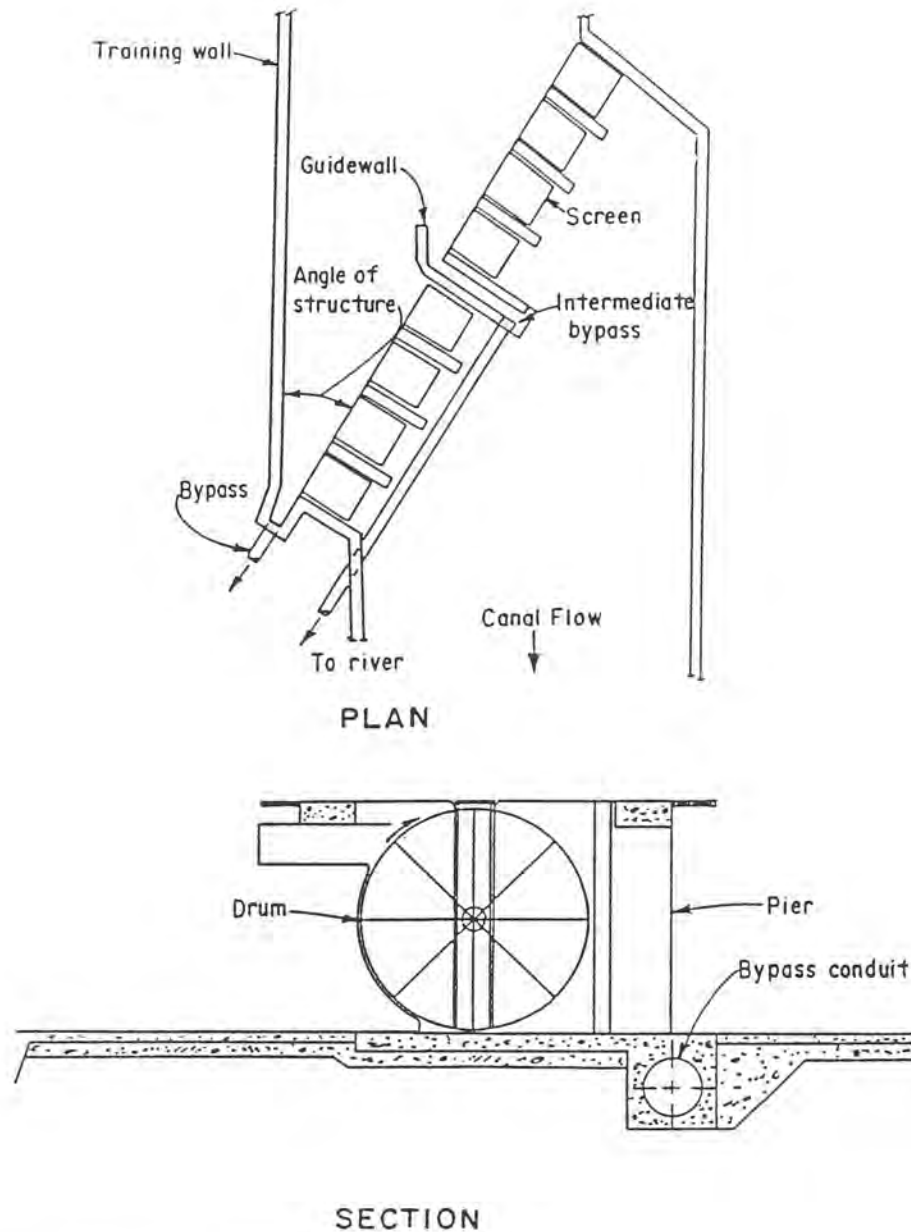 Training wall
Guidewall
Screen
Angle of
structure
Intermediate
bypass
Bypass
Canal Flow
To river
PLAN
Drum
Pier
Bypass conduit
SECTION